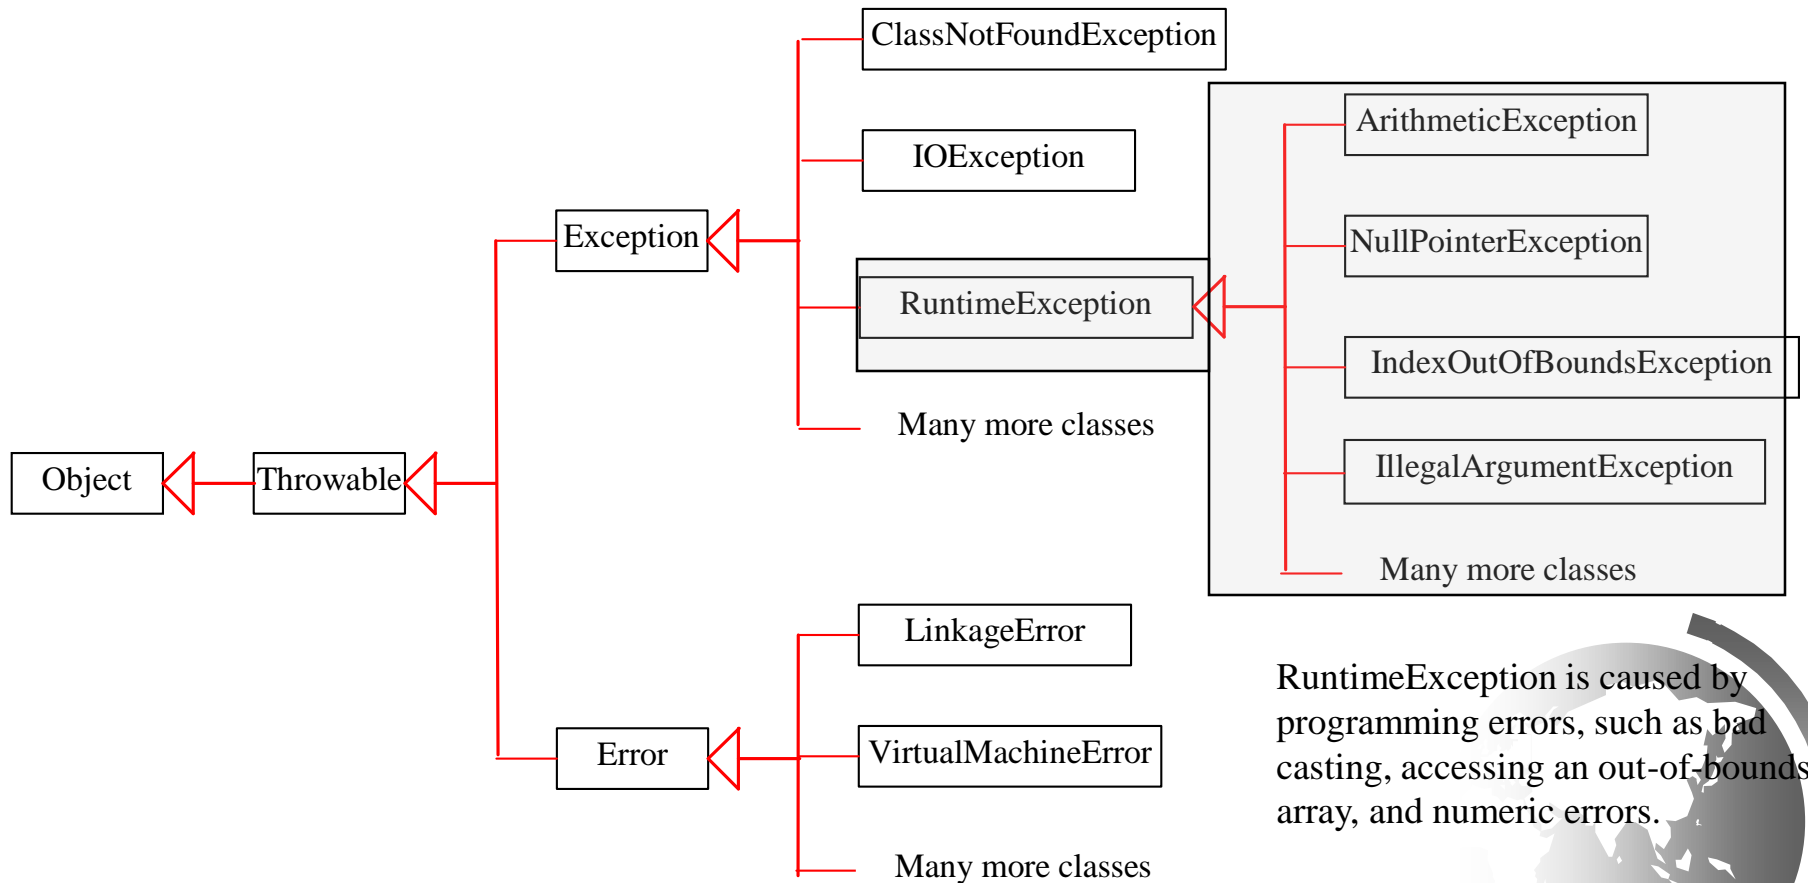 ClassNotFoundException
ArithmeticException
IOException
NullPointerException
Exception
RuntimeException
IndexOutOfBoundsException
Many more classes
IllegalArgumentException
Object
Throwable
Many more classes
LinkageError
Error
VirtualMachineError
Many more classes
RuntimeException is caused by
programming errors, such as bad
casting, accessing an out-of-bounds
array, and numeric errors.